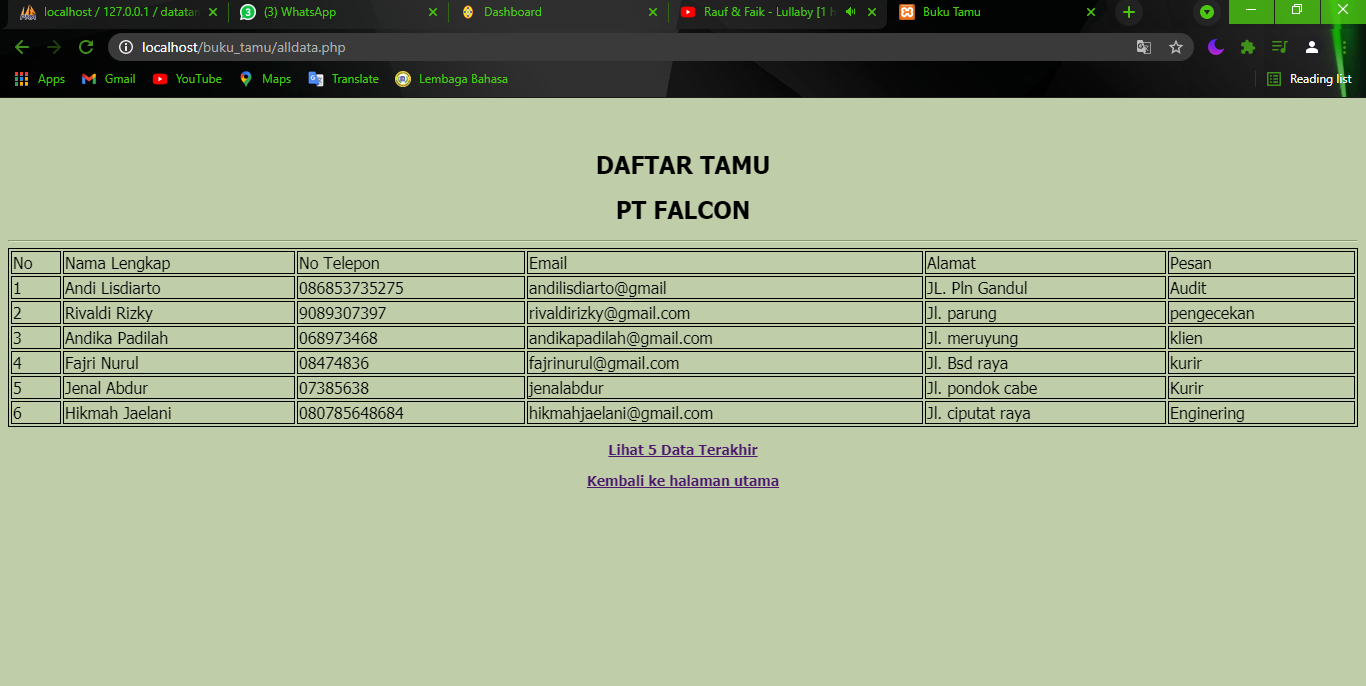 localhost / 127.0.0.1 / datatan
(3) WhatsApp
Dashboard
Rauf & Faik - Lullaby [1 h
Buku Tamu
localhost/buku_tamu/alldata.php
Apps Gmail YouTube Maps Translate Lembaga Bahasa Reading list
DAFTAR TAMU
PT FALCON
No Nama Lengkap No Telepon Email Alamat Pesan
1 Andi Lisdiarto 086853735275 andilisdiarto@gmail JL. Pln Gandul Audit
2 Rivaldi Rizky 9089307397 rivaldirizky@gmail.com Jl. parung pengecekan
3 Andika Padilah 068973468 andikapadilah@gmail.com Jl. meruyung klien
4 Fajri Nurul 08474836 fajrinurul@gmail.com Jl. Bsd raya kurir
5 Jenal Abdur 07385638 jenalabdur Jl. pondok cabe Kurir
6 Hikmah Jaelani 080785648684 hikmahjaelani@gmail.com Jl. ciputat raya Enginering
Lihat 5 Data Terakhir
Kembali ke halaman utama